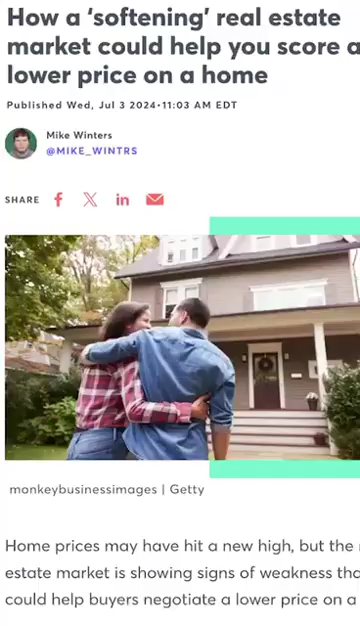 How a ‘softening’ real estate
market could help you score a
lower price on a home
Published Wed, Jul 3 2024•11:03 AM EDT
Mike Winters
@MIKE_WINTRS
SHARE
monkeybusinessimages | Getty
Home prices may have hit a new high, but the
estate market is showing signs of weakness tha
could help buyers negotiate a lower price on a